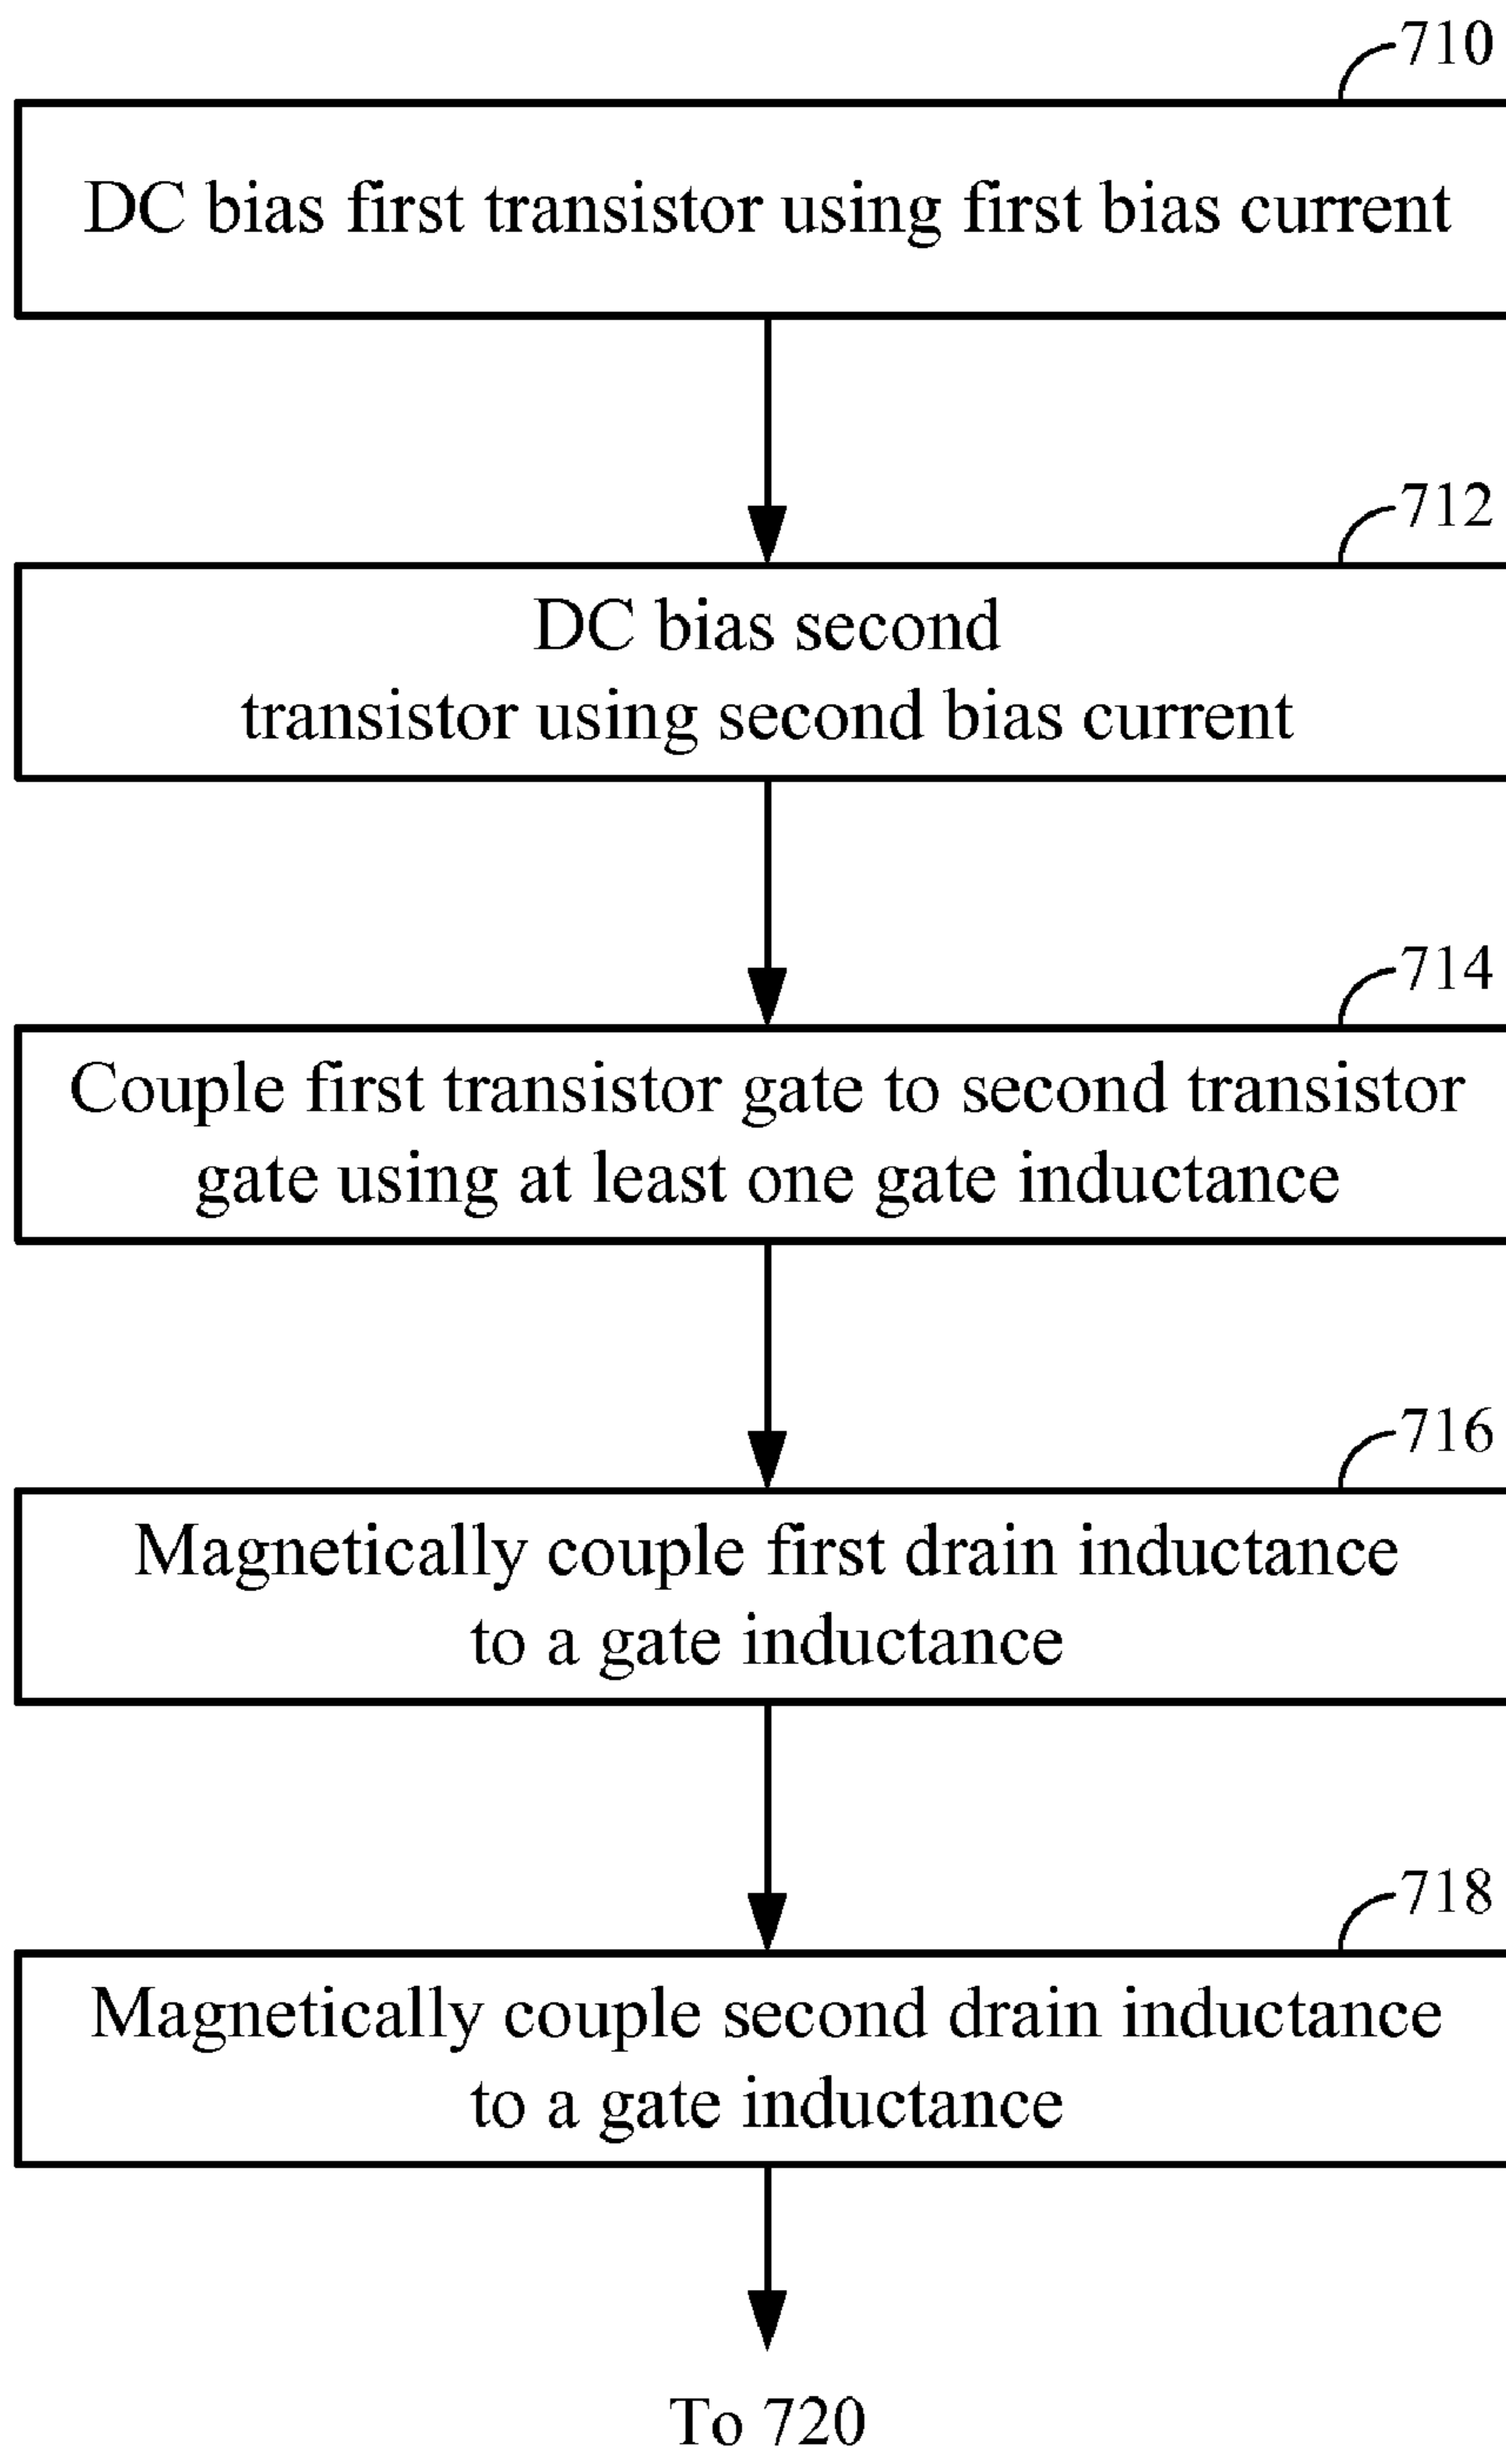 710
DC bias first transistor using first bias current
712
DC bias second
transistor using second bias current
714
Couple first transistor gate to second transistor
gate using at least one gate inductance
716
Magnetically couple first drain inductance
to a gate inductance
718
Magnetically couple second drain inductance
to a gate inductance
To 720